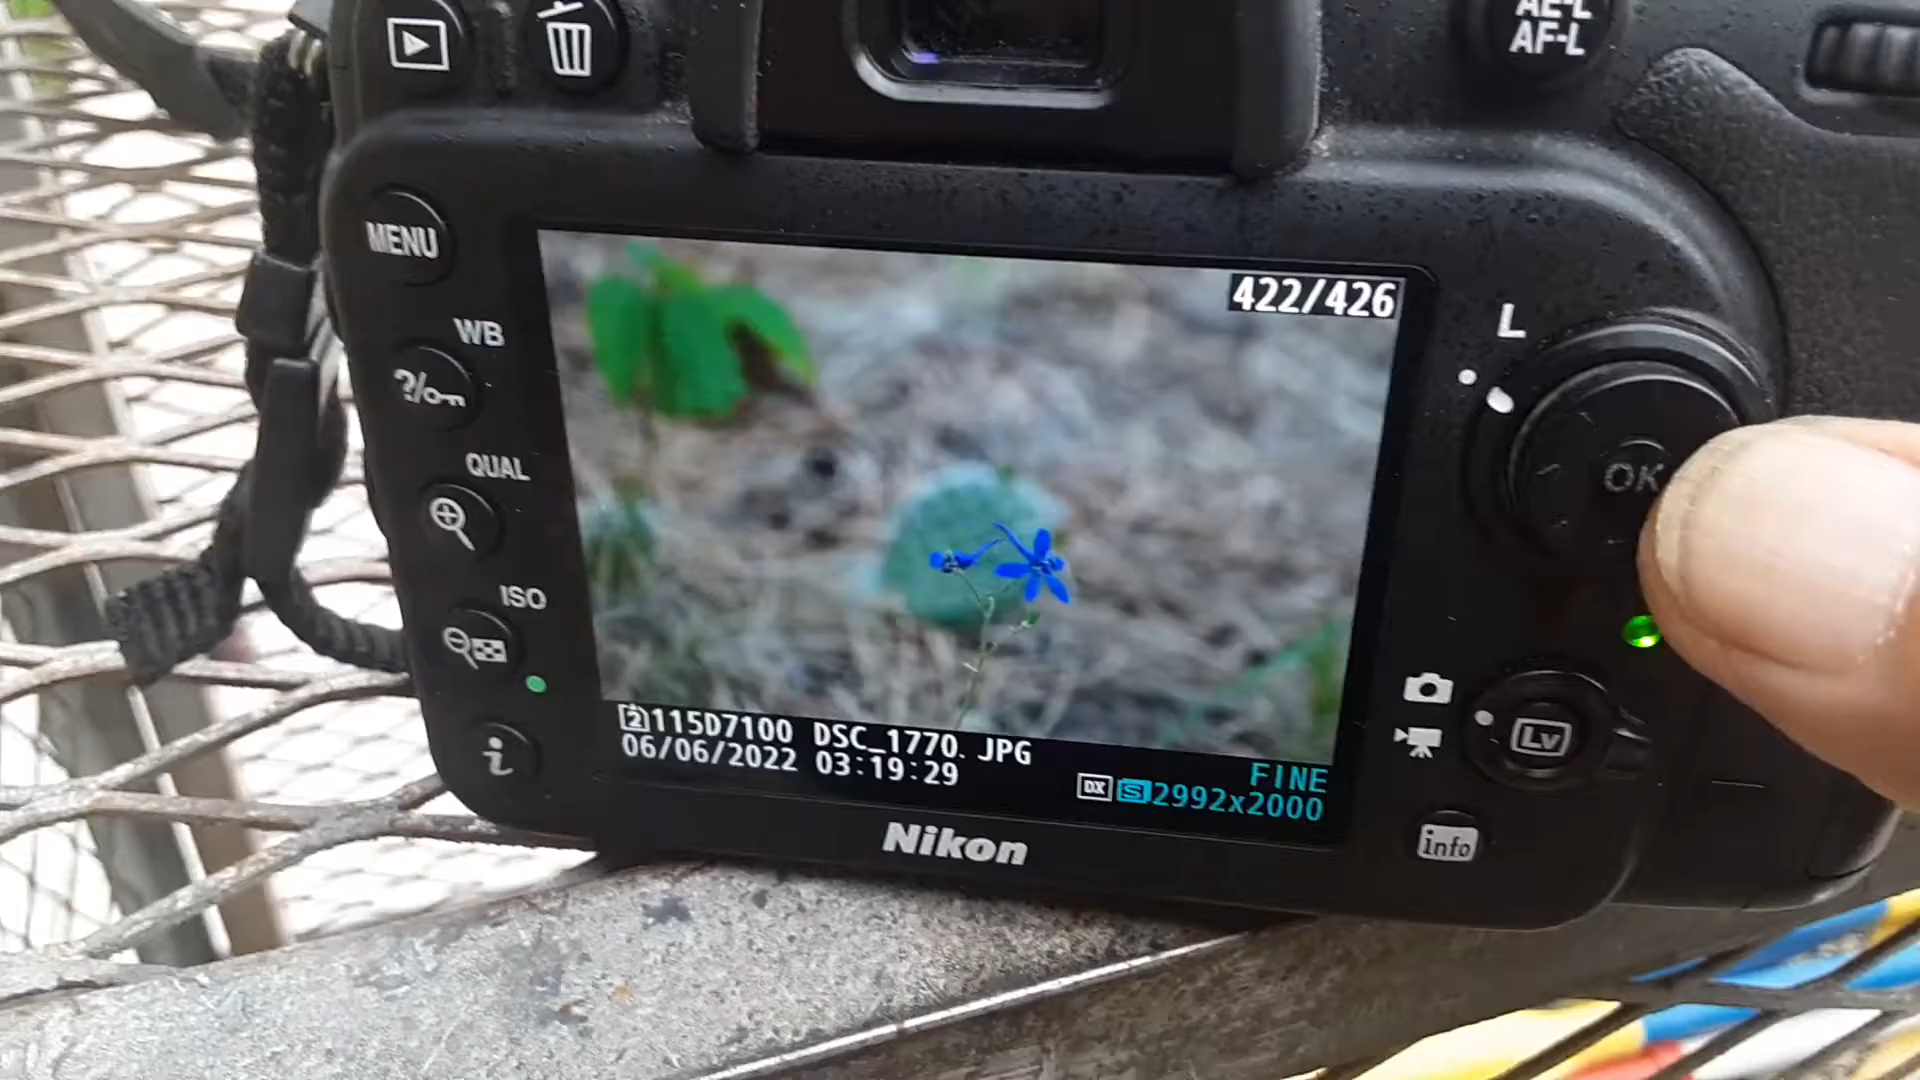 AE-L
AF-L
MENU
WB
?/
QUAL
ISO
i
422/426
L
OK
2 115D7100 DSC_1770.JPG
06/06/2022 03:19:29
FINE
DX S 2992x2000
Lv
info
Nikon